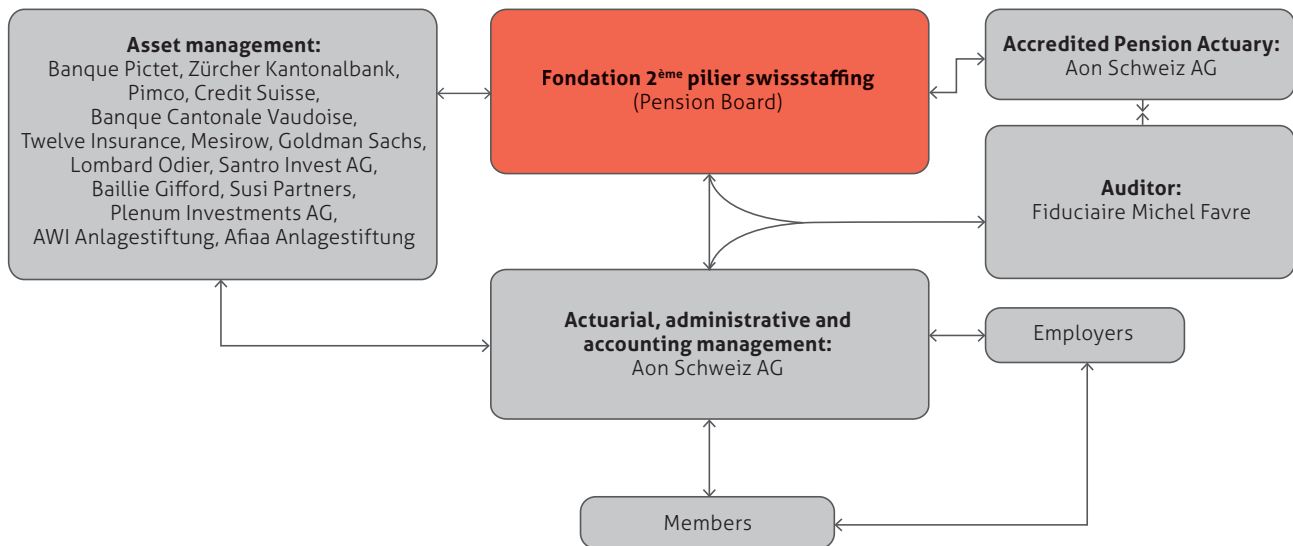 Asset management:
Banque Pictet, Zürcher Kantonalbank,
Pimco, Credit Suisse,
Banque Cantonale Vaudoise,
Twelve Insurance, Mesirow, Goldman Sachs,
Lombard Odier, Santro Invest AG,
Baillie Gifford, Susi Partners,
Plenum Investments AG,
AWI Anlagestiftung, Afiaa Anlagestiftung
Fondation 2ème pilier swissstaffing
(Pension Board)
Accredited Pension Actuary:
Aon Schweiz AG
Auditor:
Fiduciaire Michel Favre
Actuarial, administrative and
accounting management:
Aon Schweiz AG
Employers
Members